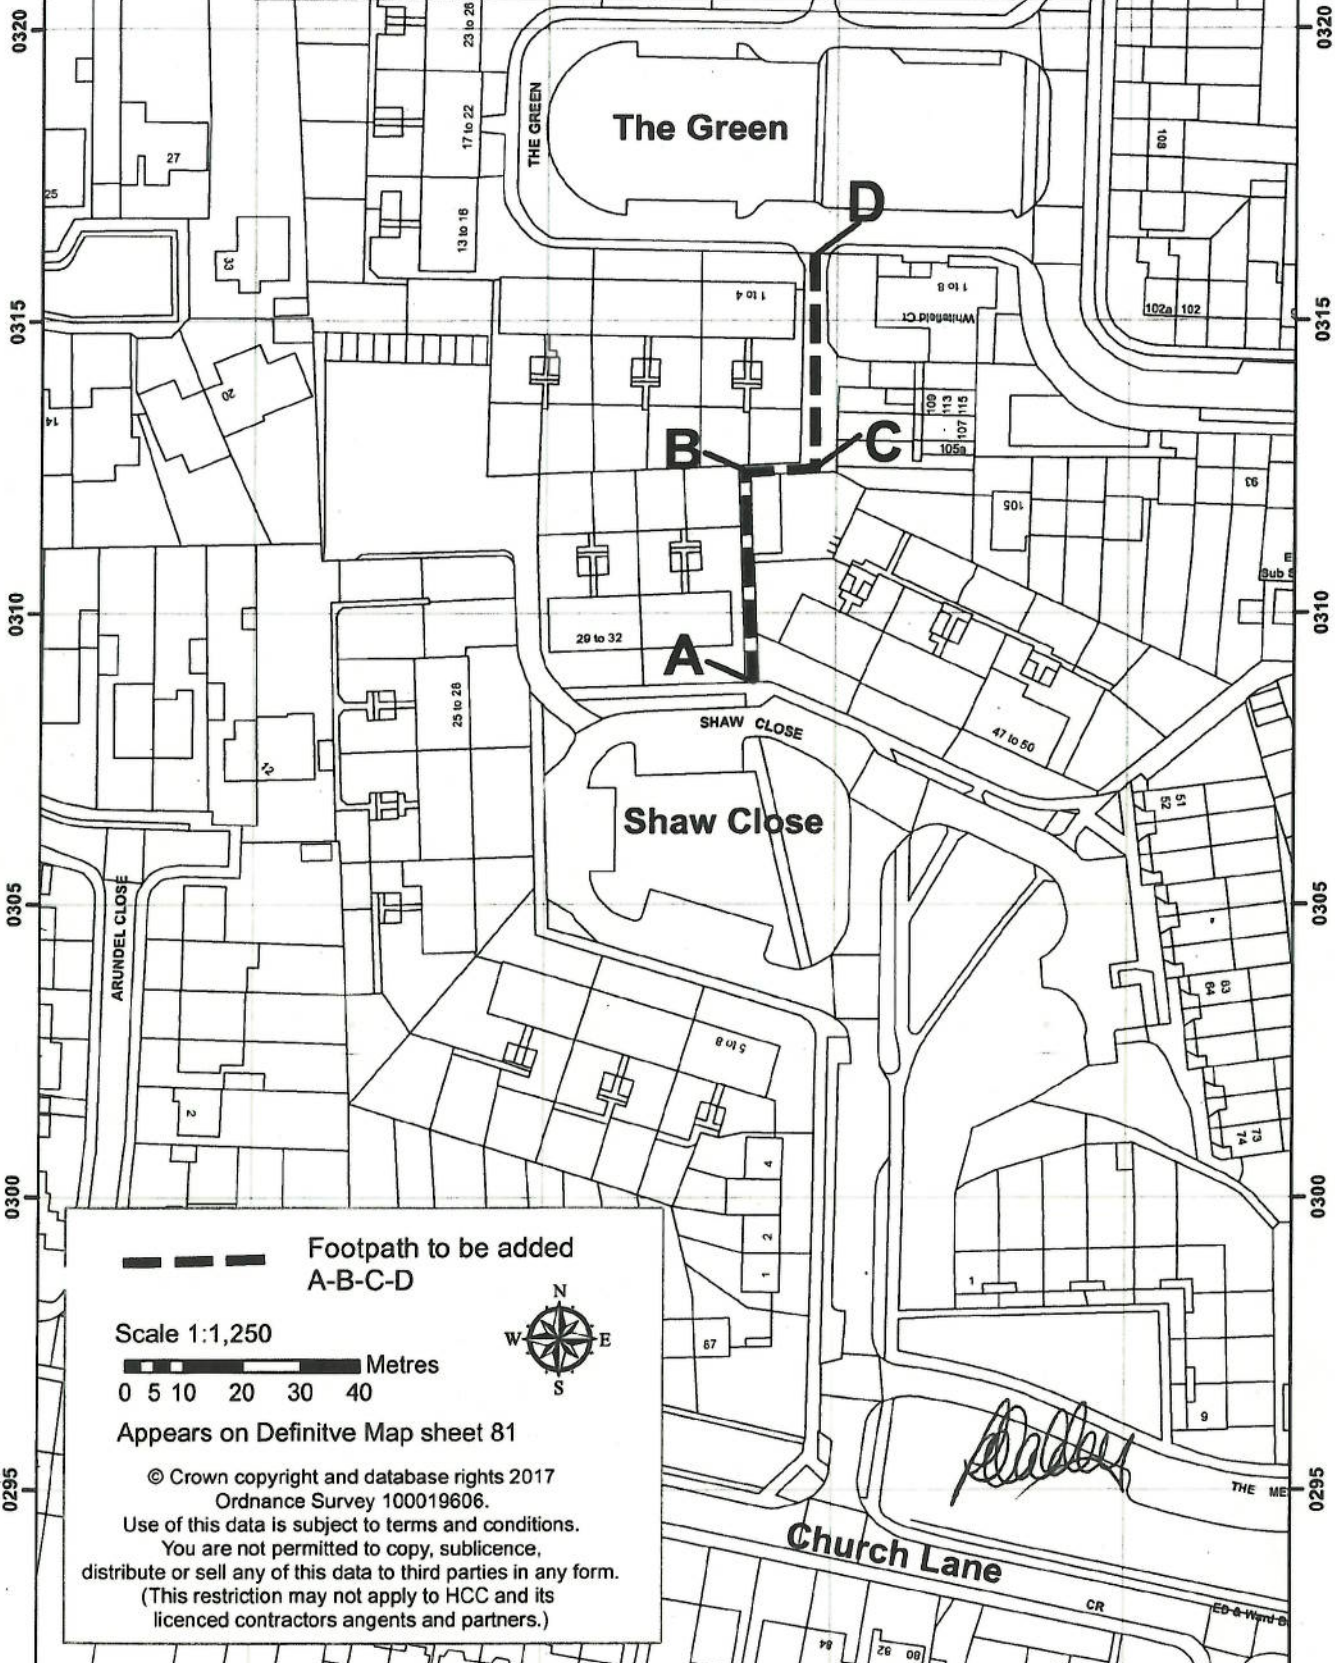 0320
23 to 26
0320
THE GREEN
The Green
17 to 22
108
27
25
D
13 to 16
33
1 to 4
1 to 8
Whitefield Ct
102a 102
0315
0315
20
109
113
115
107
105a
14
B
C
93
105
E
Sub S
0310
0310
29 to 32
A
25 to 28
SHAW CLOSE
47 to 50
12
51
52
Shaw Close
ARUNDEL CLOSE
0305
0305
63
64
5 to 8
2
73
74
4
0300
0300
2
1
1
Footpath to be added
A-B-C-D
N
W E
S
Scale 1:1,250
Metres
0 5 10 20 30 40
67
9
Appears on Definitve Map sheet 81
0295
0295
THE ME
© Crown copyright and database rights 2017
Ordnance Survey 100019606.
Use of this data is subject to terms and conditions.
You are not permitted to copy, sublicence,
distribute or sell any of this data to third parties in any form.
(This restriction may not apply to HCC and its
licenced contractors angents and partners.)
Church Lane
CR
ED & Ward B
84
82
80